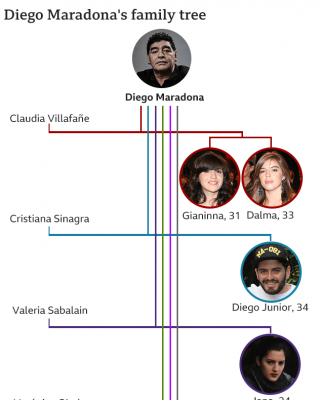 Diego Maradona's family tree
Diego Maradona
Claudia Villafañe
Gianinna, 31
Dalma, 33
Cristiana Sinagra
Diego Junior, 34
Valeria Sabalain